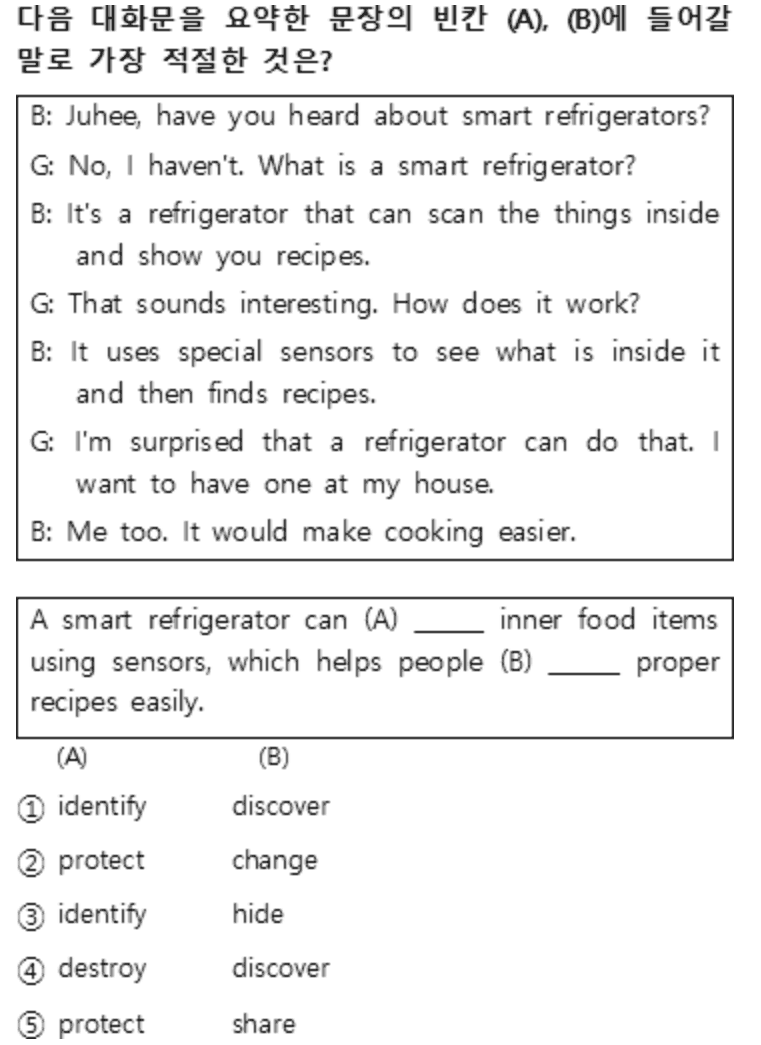 다음 대화문을 요약한 문장의 빈칸 (A), (B)에 들어갈
말로 가장 적절한 것은?
B: Juhee, have you heard about smart refrigerators?
G: No, I haven't. What is a smart refrigerator?
B: It's a refrigerator that can scan the things inside
and show you recipes.
G: That sounds interesting. How does it work?
B: It uses special sensors to see what is inside it
and then finds recipes.
G: I'm surprised that a refrigerator can do that. I
want to have one at my house.
B: Me too. It would make cooking easier.
A smart refrigerator can (A) _____ inner food items
using sensors, which helps people (B) _____ proper
recipes easily.
(A) (B)
① identify discover
② protect change
③ identify hide
④ destroy discover
⑤ protect share